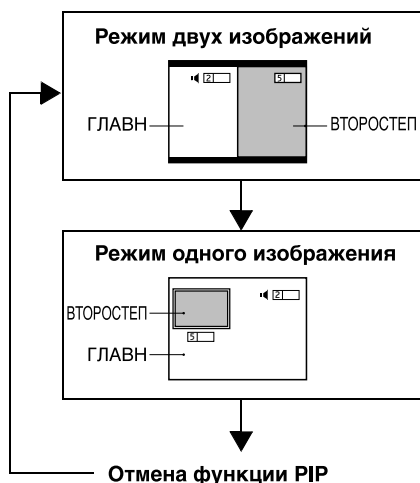 Режим двух изображений
2 5
ГЛАВН ВТОРОСТЕП
Режим одного изображения
2
ВТОРОСТЕП
5
ГЛАВН
Отмена функции PIP